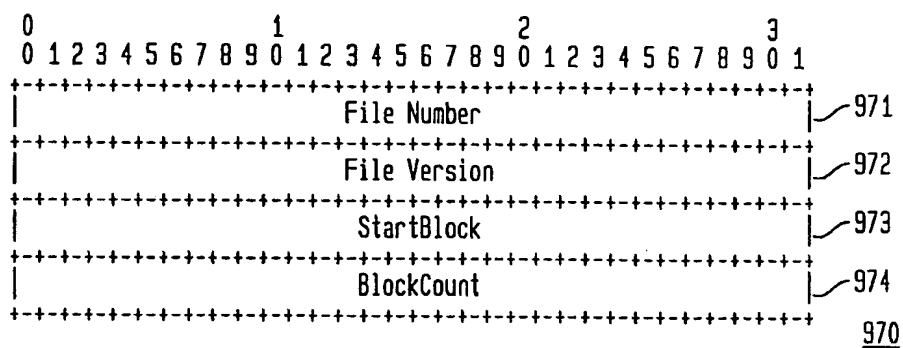 0 1 2 3
0 1 2 3 4 5 6 7 8 9 0 1 2 3 4 5 6 7 8 9 0 1 2 3 4 5 6 7 8 9 0 1
+-+-+-+-+-+-+-+-+-+-+-+-+-+-+-+-+-+-+-+-+-+-+-+-+-+-+-+-+-+-+-+-+
| File Number | 971
+-+-+-+-+-+-+-+-+-+-+-+-+-+-+-+-+-+-+-+-+-+-+-+-+-+-+-+-+-+-+-+-+
| File Version | 972
+-+-+-+-+-+-+-+-+-+-+-+-+-+-+-+-+-+-+-+-+-+-+-+-+-+-+-+-+-+-+-+-+
| StartBlock | 973
+-+-+-+-+-+-+-+-+-+-+-+-+-+-+-+-+-+-+-+-+-+-+-+-+-+-+-+-+-+-+-+-+
| BlockCount | 974
+-+-+-+-+-+-+-+-+-+-+-+-+-+-+-+-+-+-+-+-+-+-+-+-+-+-+-+-+-+-+-+-+
970